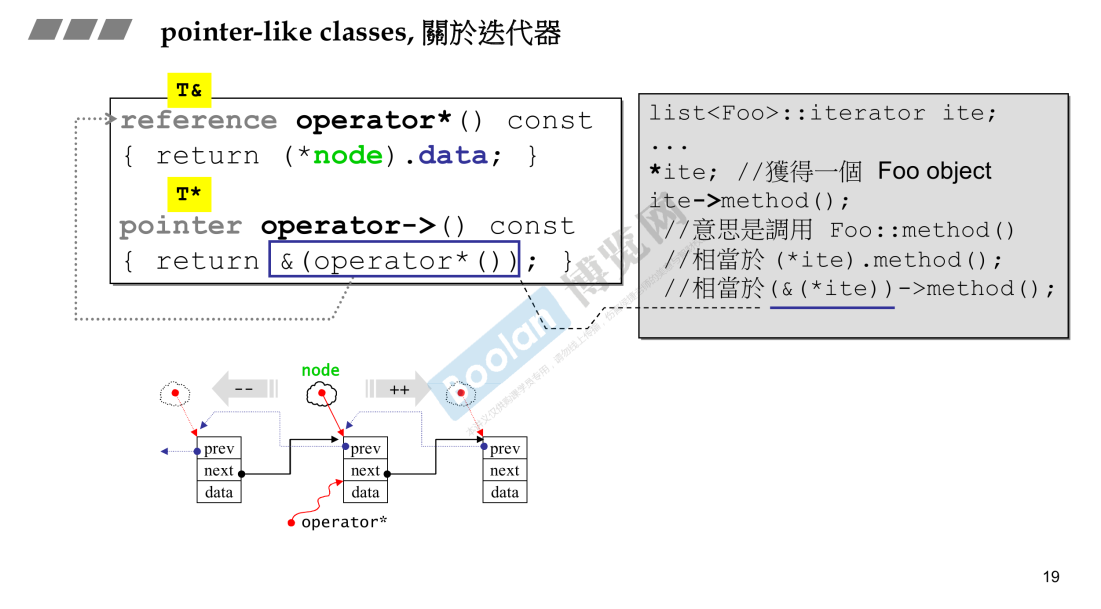 pointer-like classes, 關於迭代器
T&
reference operator*() const
{ return (*node).data; }
T*
pointer operator->() const
{ return &(operator*()); }
list<Foo>::iterator ite;
...
*ite; //獲得一個 Foo object
ite->method();
//意思是調用 Foo::method()
//相當於 (*ite).method();
//相當於(&(*ite))->method();
Boolan 博览网
node
--
++
prev
next
data
prev
next
data
prev
next
data
operator*
19